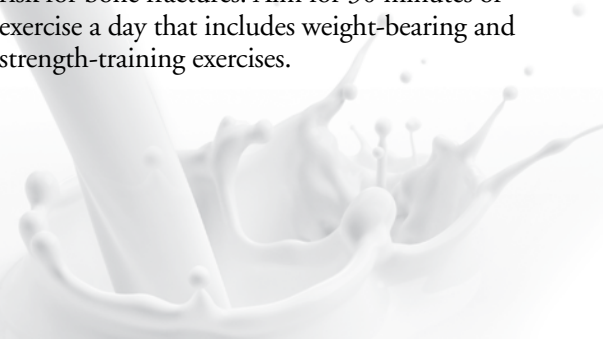 risk for bone fractures. Aim for 30 minutes of
exercise a day that includes weight-bearing and
strength-training exercises.